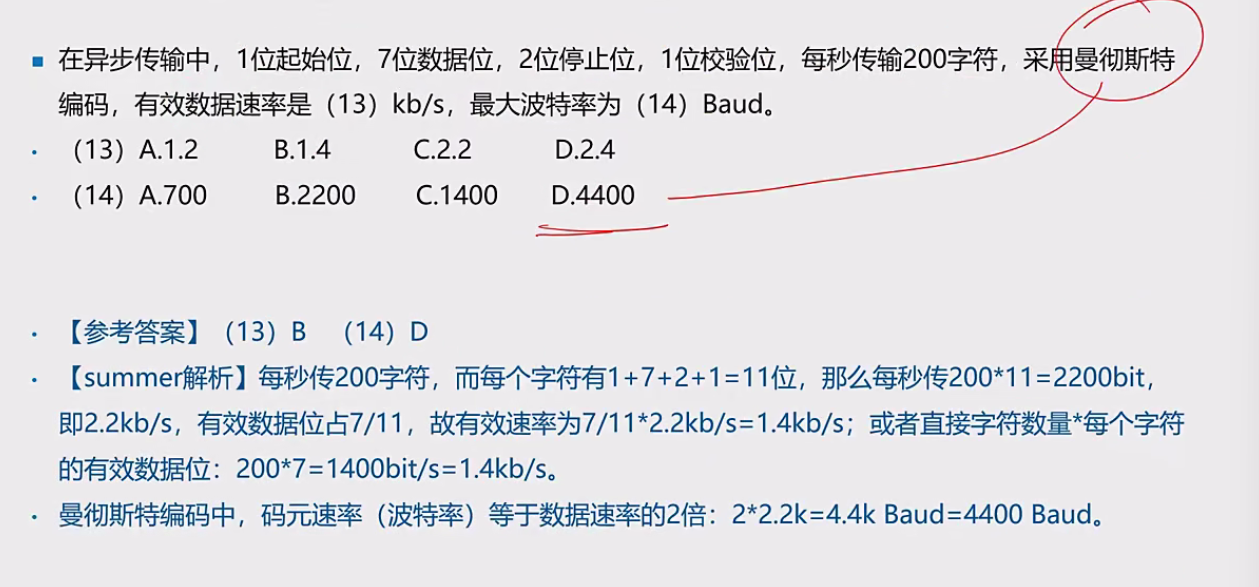 ▪ 在异步传输中，1位起始位，7位数据位，2位停止位，1位校验位，每秒传输200字符，采用曼彻斯特
编码，有效数据速率是（13）kb/s，最大波特率为（14）Baud。
· （13）A.1.2 B.1.4 C.2.2 D.2.4
· （14）A.700 B.2200 C.1400 D.4400
· 【参考答案】（13）B （14）D
· 【summer解析】每秒传200字符，而每个字符有1+7+2+1=11位，那么每秒传200*11=2200bit，
即2.2kb/s，有效数据位占7/11，故有效速率为7/11*2.2kb/s=1.4kb/s；或者直接字符数量*每个字符
的有效数据位：200*7=1400bit/s=1.4kb/s。
· 曼彻斯特编码中，码元速率（波特率）等于数据速率的2倍：2*2.2k=4.4k Baud=4400 Baud。